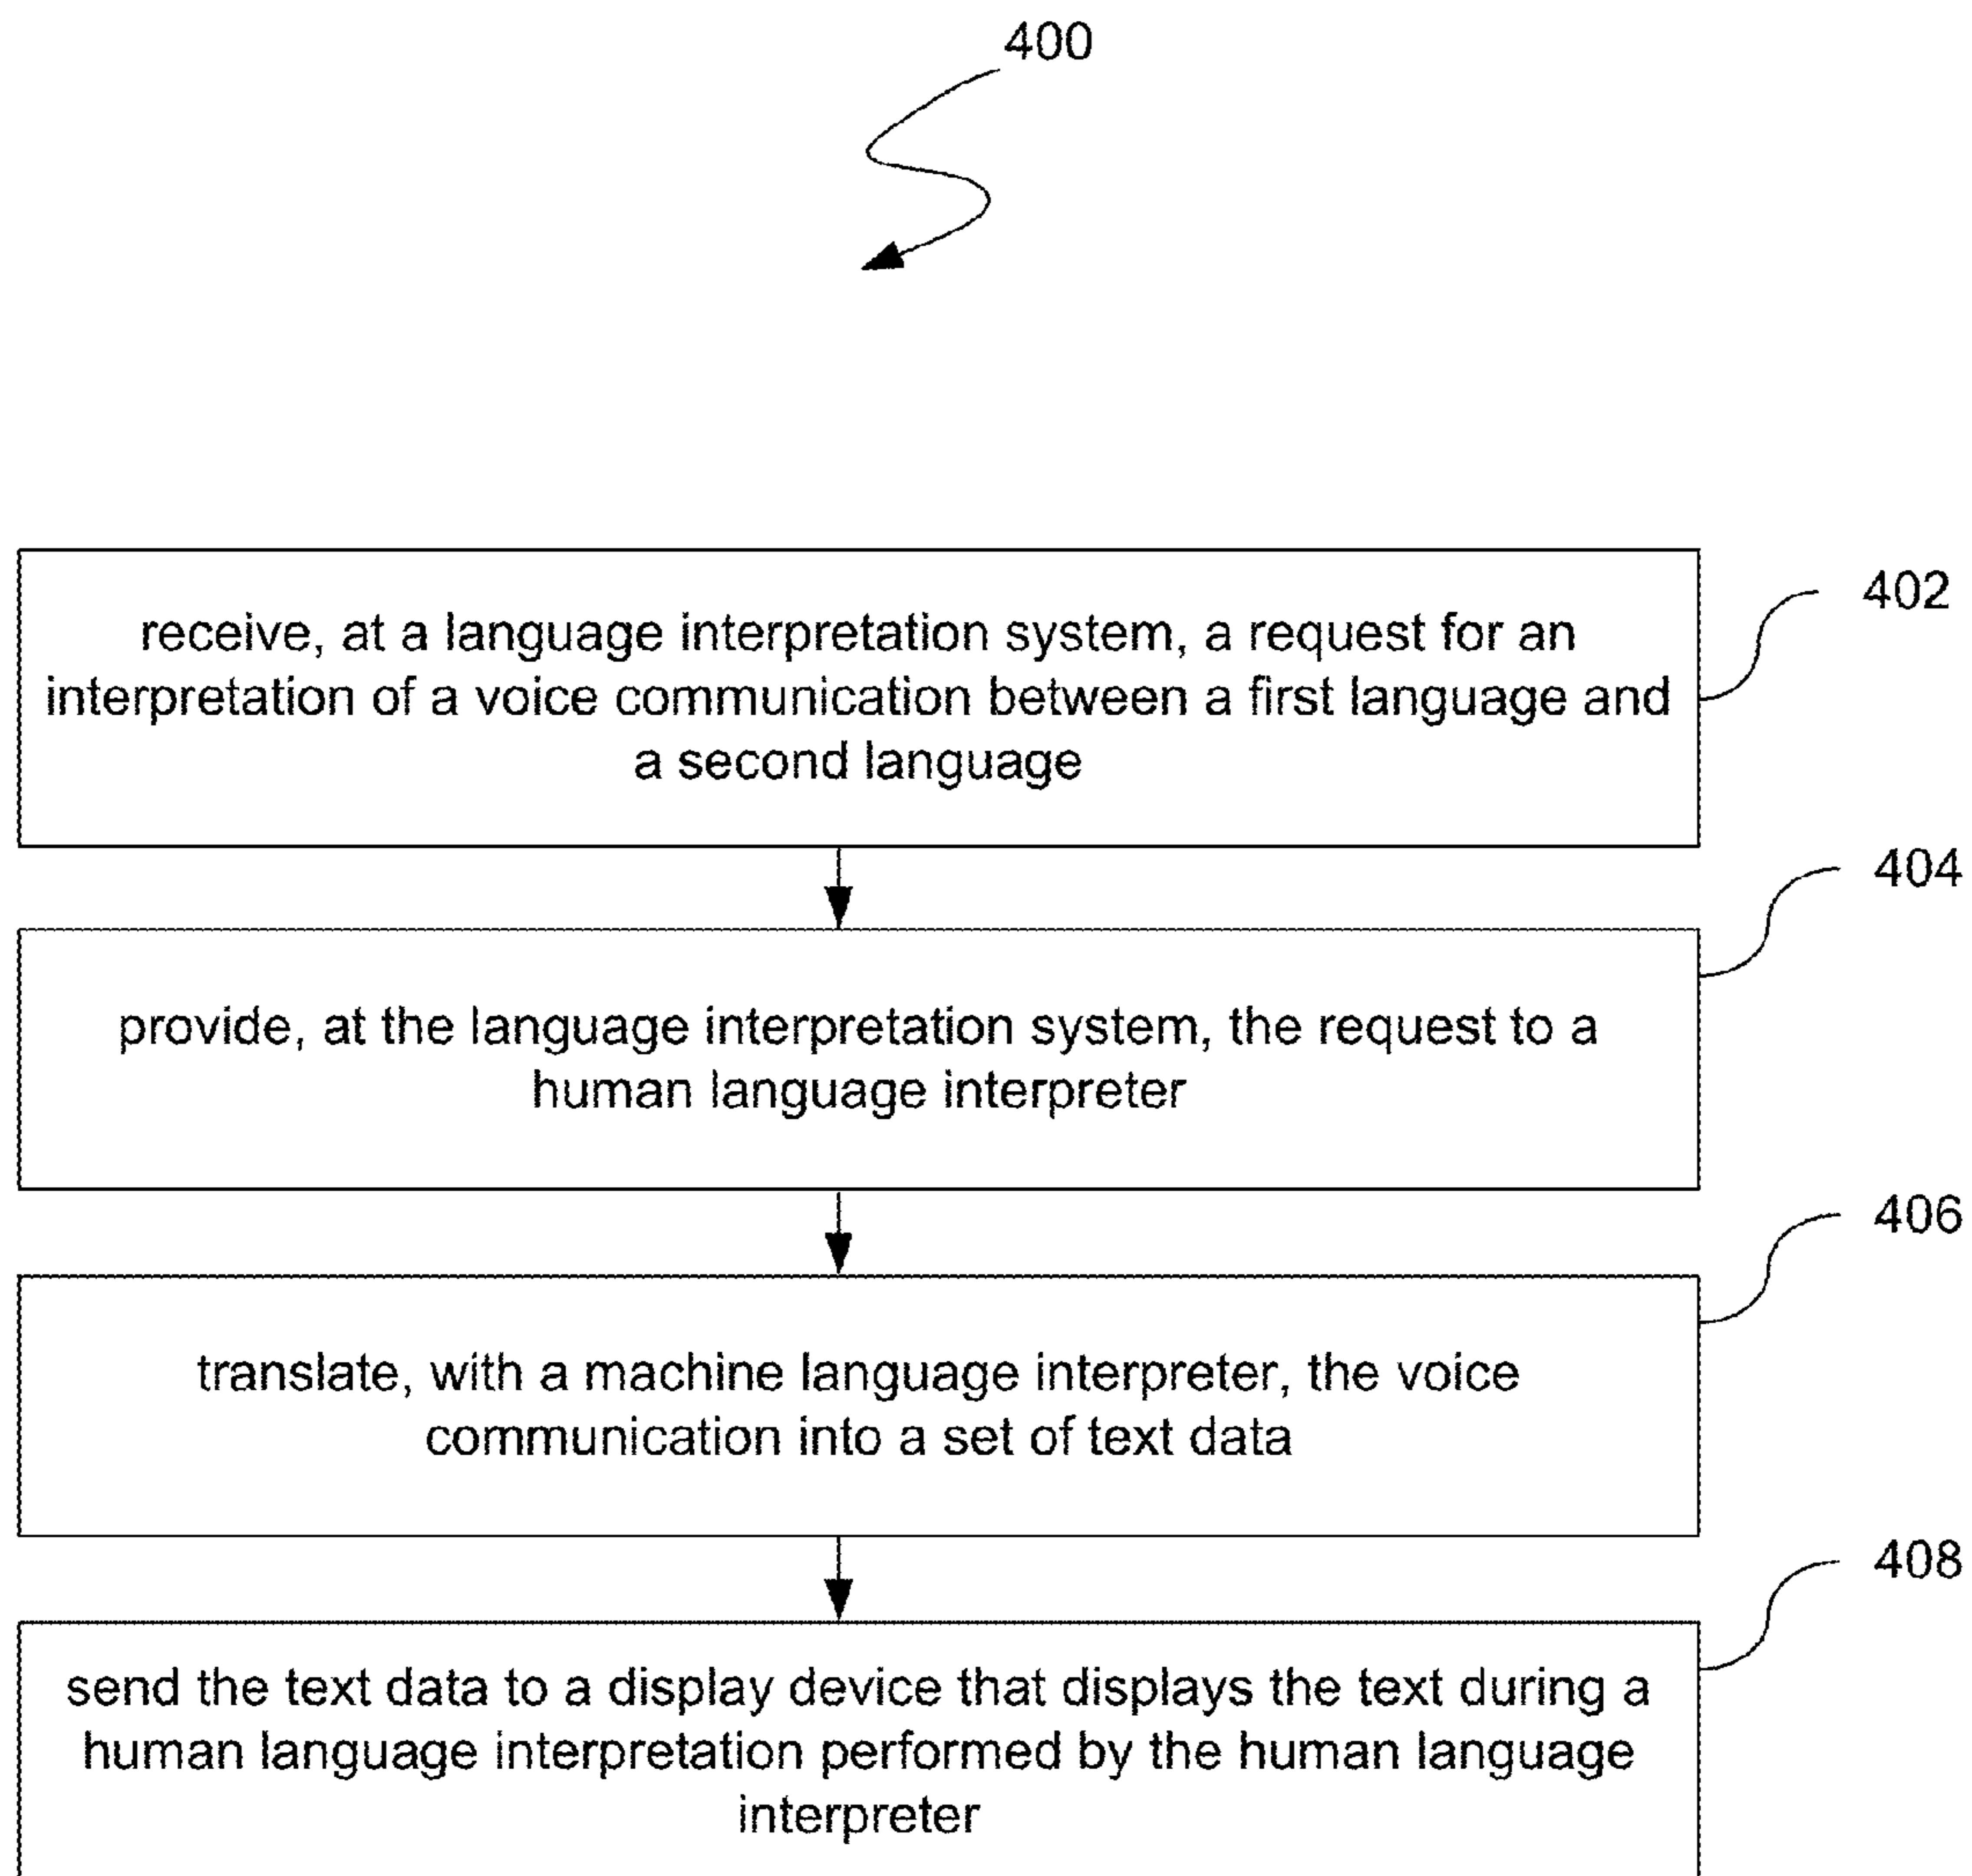 400
402
receive, at a language interpretation system, a request for an
interpretation of a voice communication between a first language and
a second language
404
provide, at the language interpretation system, the request to a
human language interpreter
406
translate, with a machine language interpreter, the voice
communication into a set of text data
408
send the text data to a display device that displays the text during a
human language interpretation performed by the human language
interpreter